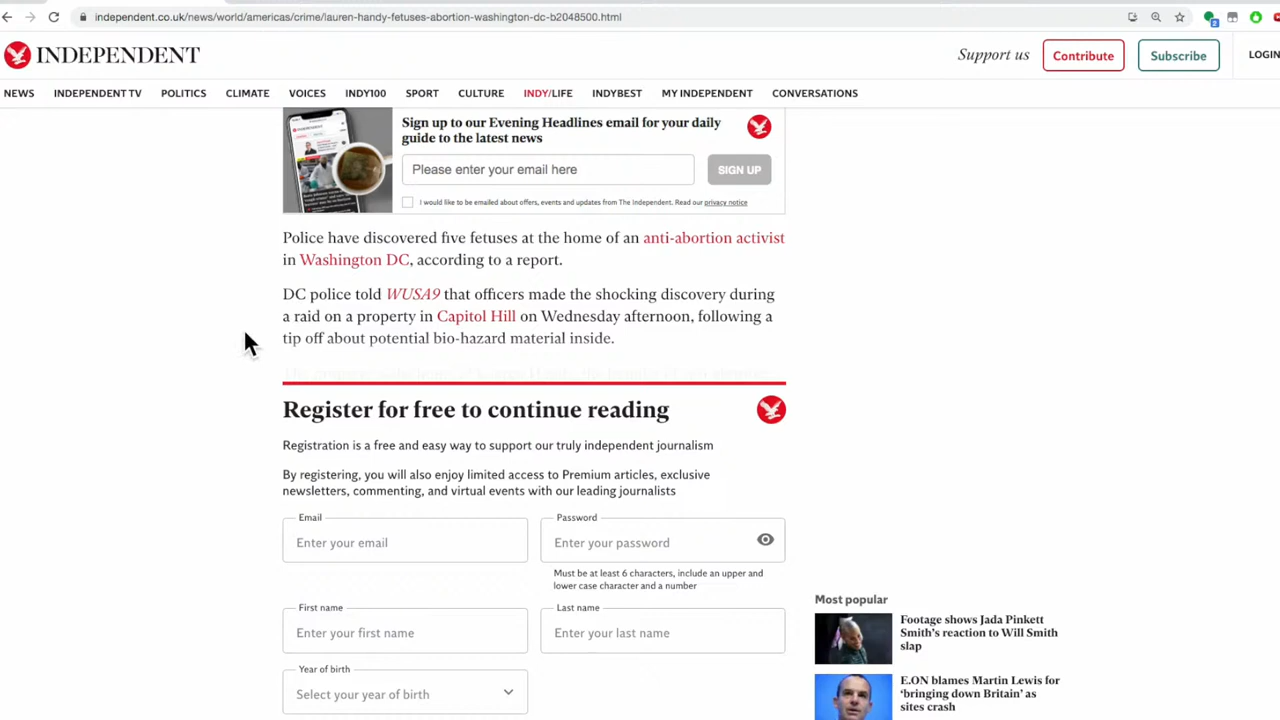 independent.co.uk/news/world/americas/crime/lauren-handy-fetuses-abortion-washington-dc-b2048500.html
2
INDEPENDENT
Support us
Contribute
Subscribe
LOGIN
NEWS INDEPENDENT TV POLITICS CLIMATE VOICES INDY100 SPORT CULTURE INDY/LIFE INDYBEST MY INDEPENDENT CONVERSATIONS
Sign up to our Evening Headlines email for your daily
guide to the latest news
Please enter your email here
SIGN UP
I would like to be emailed about offers, events and updates from The Independent. Read our privacy notice
Police have discovered five fetuses at the home of an anti-abortion activist
in Washington DC, according to a report.
DC police told WUSA9 that officers made the shocking discovery during
a raid on a property in Capitol Hill on Wednesday afternoon, following a
tip off about potential bio-hazard material inside.
Register for free to continue reading
Registration is a free and easy way to support our truly independent journalism
By registering, you will also enjoy limited access to Premium articles, exclusive
newsletters, commenting, and virtual events with our leading journalists
Email
Enter your email
Password
Enter your password
Must be at least 6 characters, include an upper and
lower case character and a number
First name
Enter your first name
Last name
Enter your last name
Year of birth
Select your year of birth
Most popular
Footage shows Jada Pinkett
Smith's reaction to Will Smith
slap
E.ON blames Martin Lewis for
‘bringing down Britain’ as
sites crash